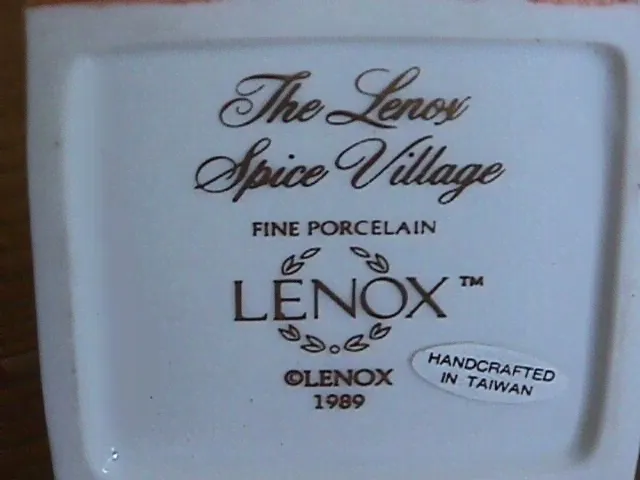 The Lenox
Spice Village
FINE PORCELAIN
LENOX™
©LENOX
1989
HANDCRAFTED
IN TAIWAN